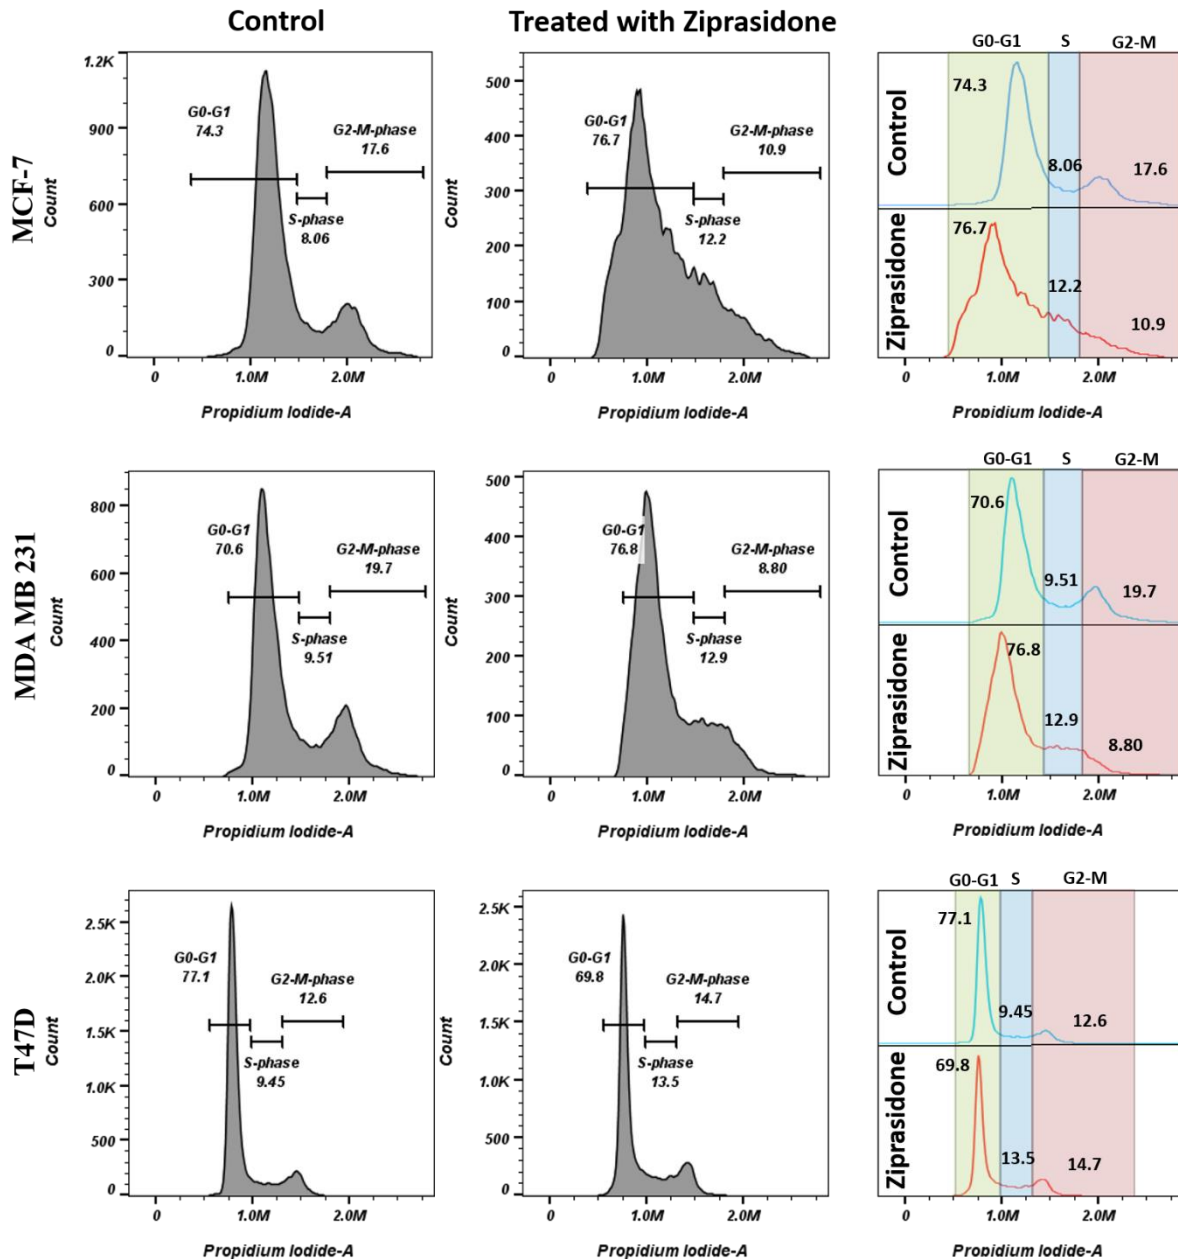 Control
Treated with Ziprasidone
MCF-7
1.2K
900
600
300
0
Count
G0-G1
74.3
G2-M-phase
17.6
S-phase
8.06
0
1.0M
2.0M
Propidium Iodide-A
500
400
300
200
100
0
Count
G0-G1
76.7
G2-M-phase
10.9
S-phase
12.2
0
1.0M
2.0M
Propidium Iodide-A
G0-G1 S G2-M
Control
74.3
8.06
17.6
Ziprasidone
76.7
12.2
10.9
0
1.0M
2.0M
Propidium Iodide-A
MDA MB 231
800
600
400
200
0
Count
G0-G1
70.6
G2-M-phase
19.7
S-phase
9.51
0
1.0M
2.0M
Propidium Iodide-A
500
400
300
200
100
0
Count
G0-G1
76.8
G2-M-phase
8.80
S-phase
12.9
0
1.0M
2.0M
Propidium Iodide-A
G0-G1 S G2-M
Control
70.6
9.51
19.7
Ziprasidone
76.8
12.9
8.80
0
1.0M
2.0M
Propidium Iodide-A
T47D
2.5K
2.0K
1.5K
1.0K
500
0
Count
G0-G1
77.1
G2-M-phase
12.6
S-phase
9.45
0
1.0M
2.0M
Propidium Iodide-A
2.5K
2.0K
1.5K
1.0K
500
0
Count
G0-G1
69.8
G2-M-phase
14.7
S-phase
13.5
0
1.0M
2.0M
Propidium Iodide-A
G0-G1 S G2-M
Control
77.1
9.45
12.6
Ziprasidone
69.8
13.5
14.7
0
1.0M
2.0M
Propidium Iodide-A